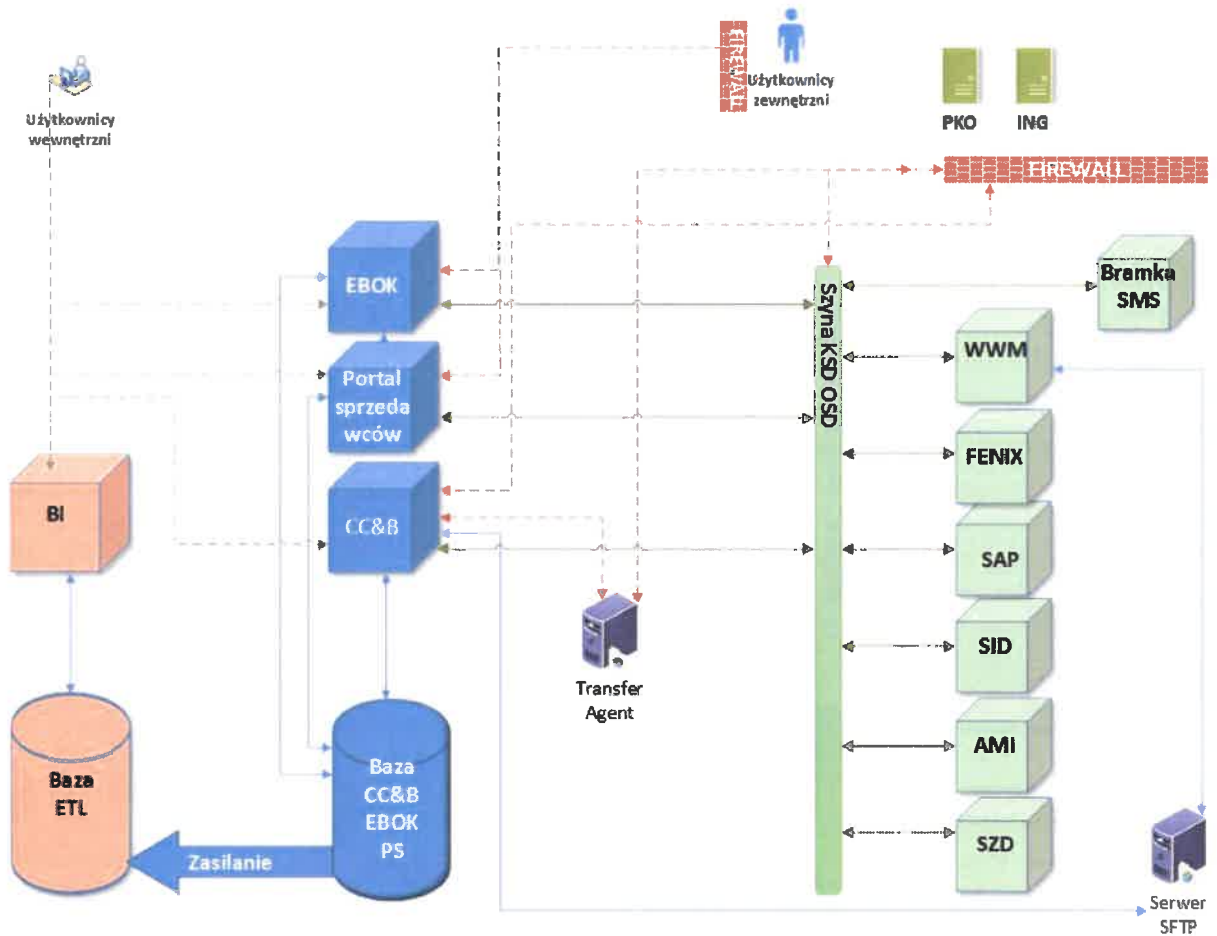 FIREWALL
Użytkownicy
zewnętrzni
Użytkownicy
wewnętrzni
PKO
ING
FIREWALL
EBOK
Szyna KSD OSD
Bramka
SMS
Portal
sprzeda
wców
WWM
FENIX
BI
CC&B
SAP
SID
Transfer
Agent
AMI
Baza
ETL
Baza
CC&B
EBOK
PS
Zasilanie
SZD
Serwer
SFTP